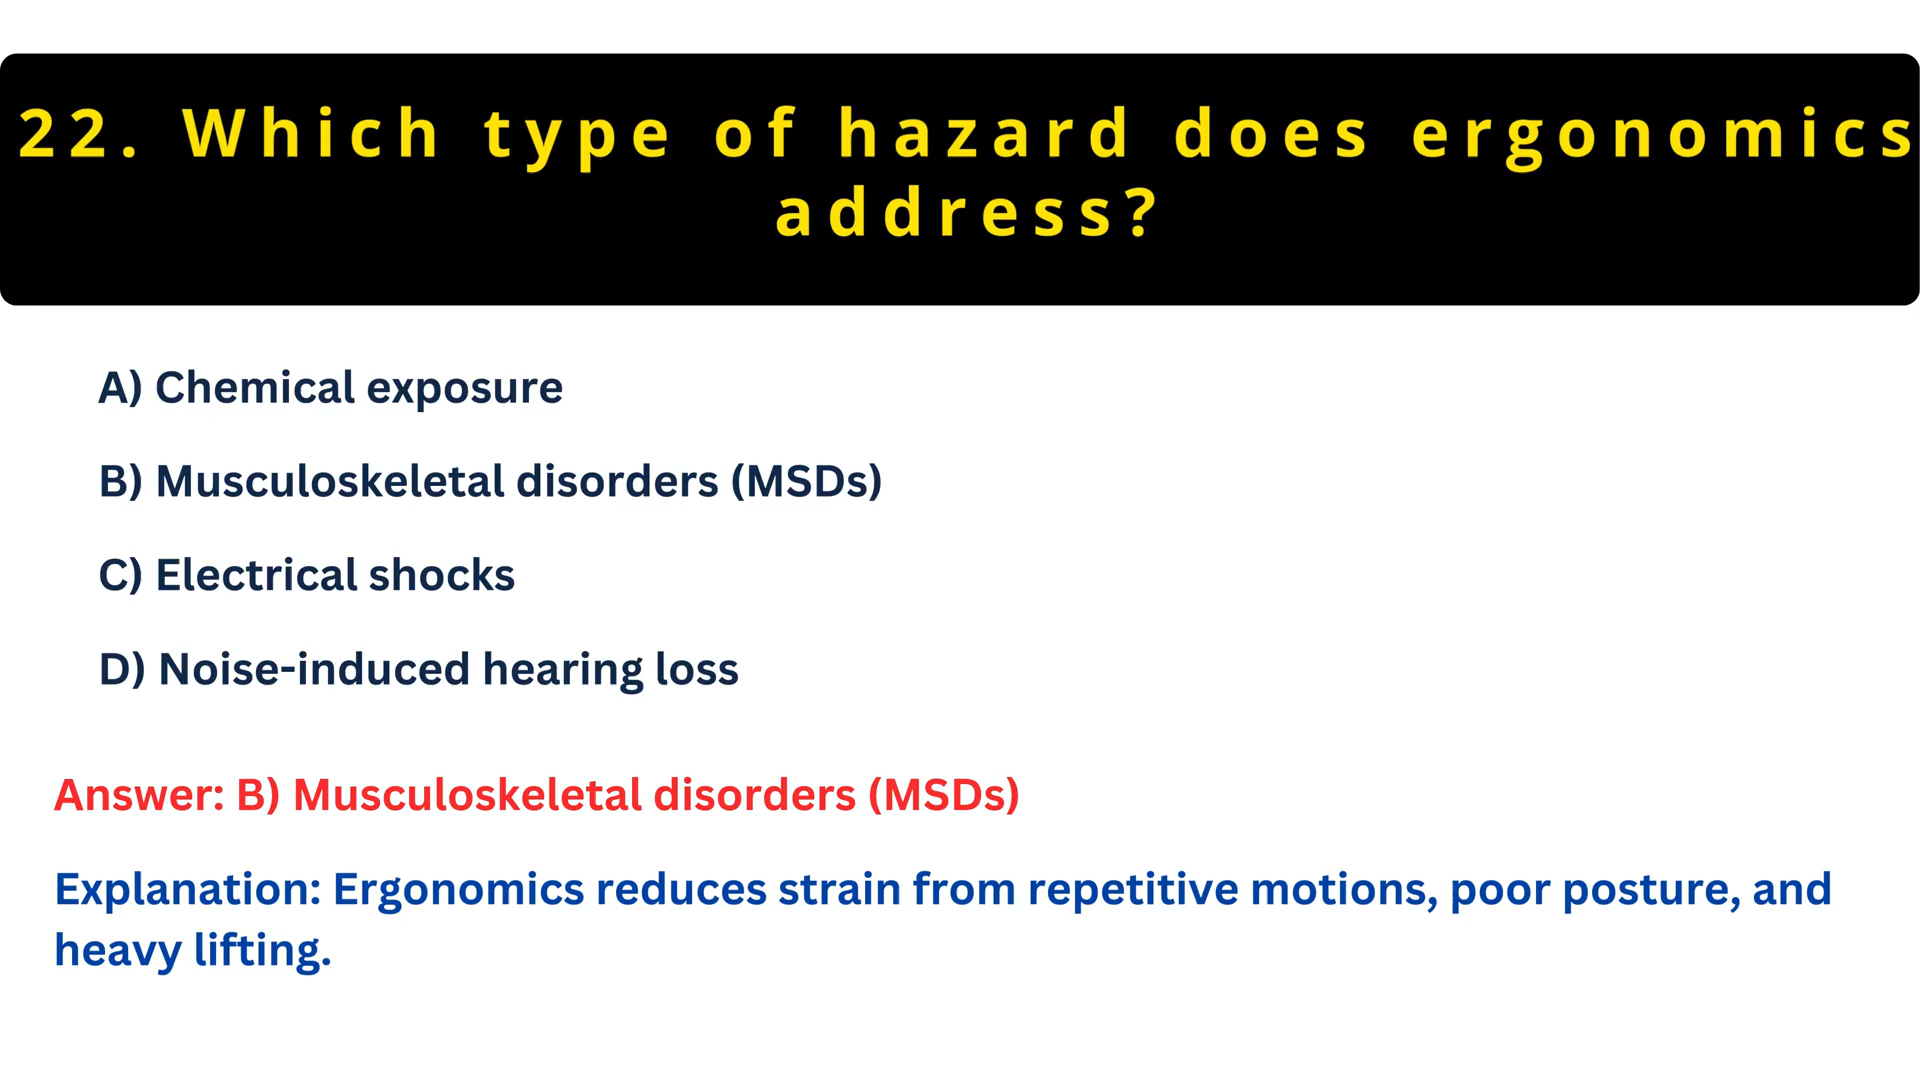 22. Which type of hazard does ergonomics
address?
A) Chemical exposure
B) Musculoskeletal disorders (MSDs)
C) Electrical shocks
D) Noise-induced hearing loss
Answer: B) Musculoskeletal disorders (MSDs)
Explanation: Ergonomics reduces strain from repetitive motions, poor posture, and
heavy lifting.